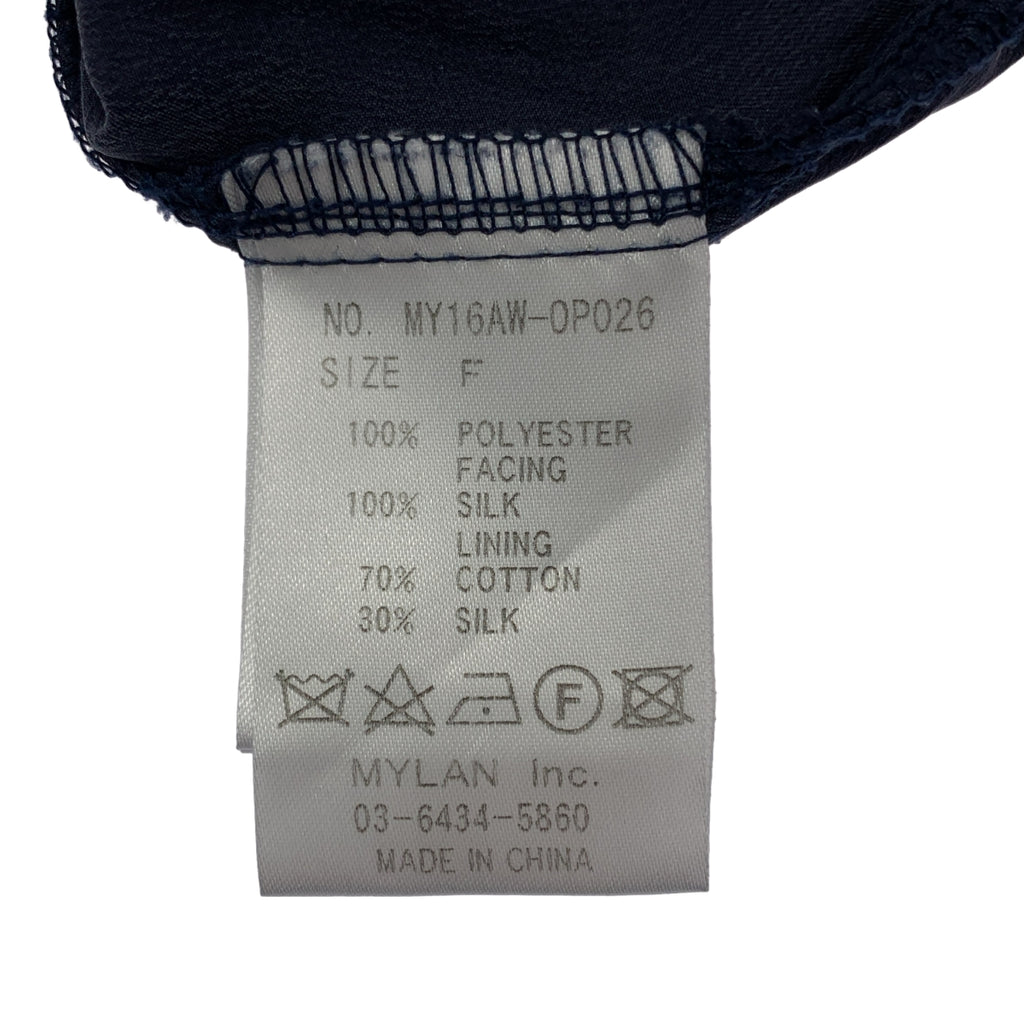 NO. MY16AW-OP026
SIZE F
100% POLYESTER
FACING
100% SILK
LINING
70% COTTON
30% SILK
F
MYLAN Inc.
03-6434-5860
MADE IN CHINA